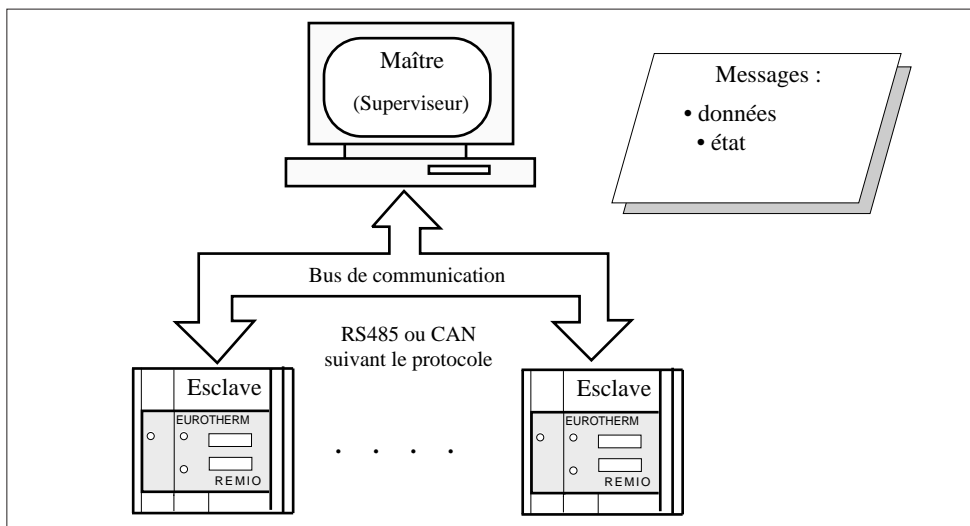 Maître
(Superviseur)
Messages :
• données
• état
Bus de communication
RS485 ou CAN
suivant le protocole
Esclave
EUROTHERM
REMIO
. . . .
Esclave
EUROTHERM
REMIO